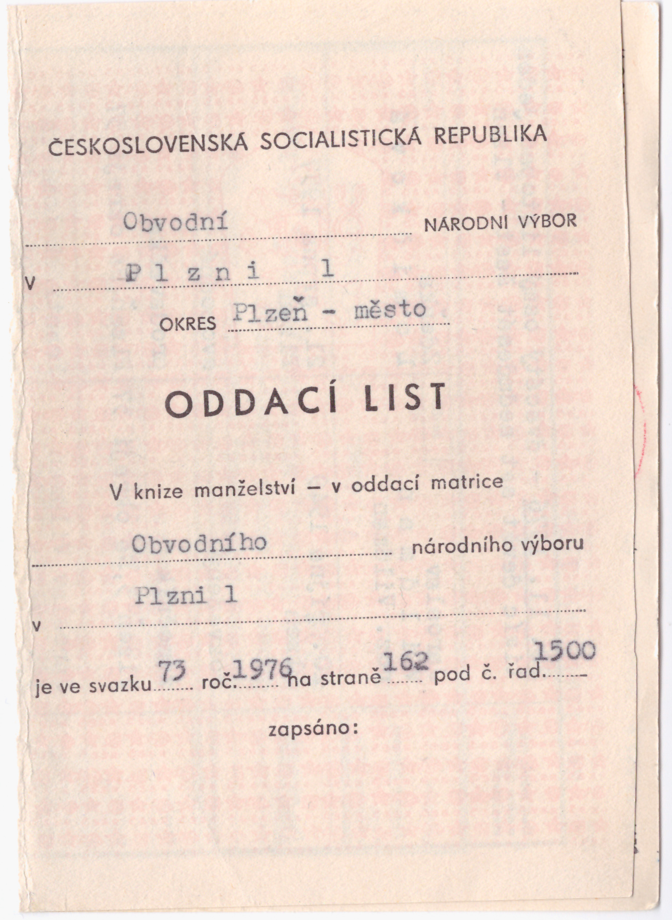 ČESKOSLOVENSKÁ SOCIALISTICKÁ REPUBLIKA
Obvodní NÁRODNÍ VÝBOR
V Plzni 1
OKRES Plzeň - město
ODDACÍ LIST
V knize manželství – v oddací matrice
Obvodního národního výboru
v Plzni 1
je ve svazku 73 roč. 1976 na straně 162 pod č. řad. 1500
zapsáno: